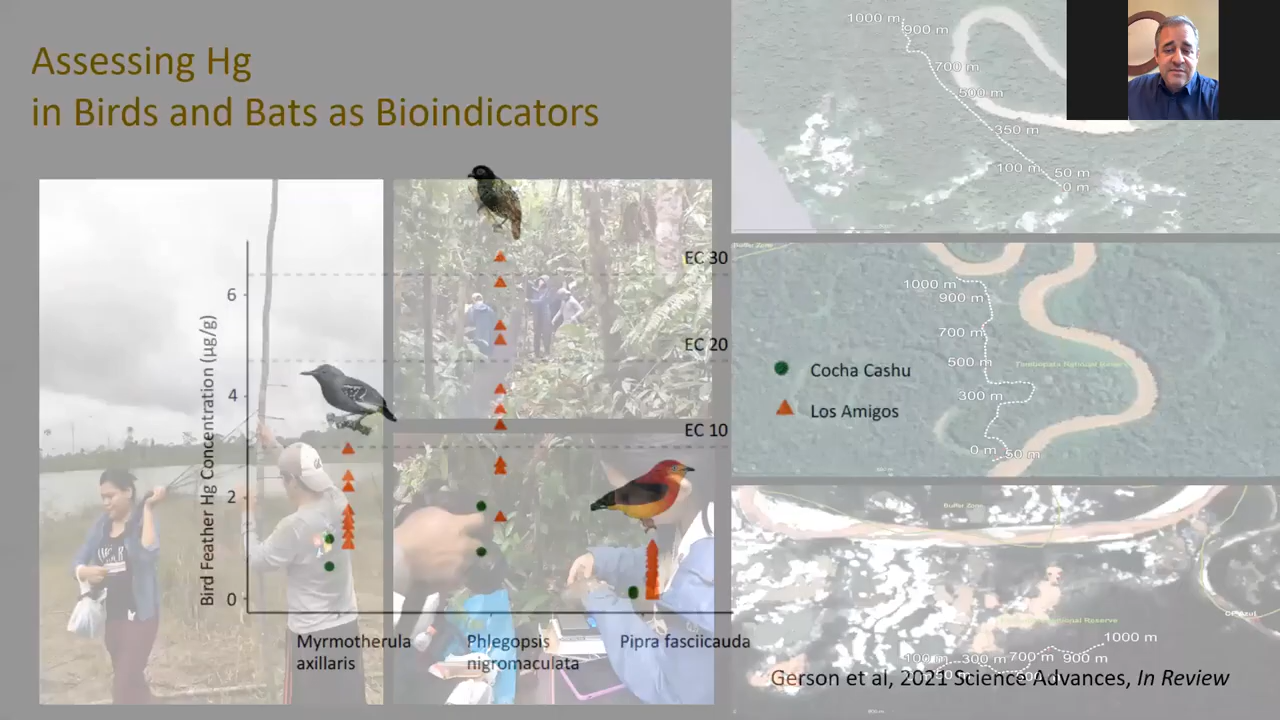 Assessing Hg
in Birds and Bats as Bioindicators
1000 m
900 m
700 m
500 m
350 m
100 m
50 m
0 m
EC 30
EC 20
EC 10
6
4
2
0
Bird Feather Hg Concentration (µg/g)
Myrmotherula
axillaris
Phlegopsis
nigromaculata
Pipra fasciicauda
1000 m
900 m
700 m
500 m
300 m
0 m
50 m
Cocha Cashu
Los Amigos
Buffer Zone
1000 m
100 m
300 m
700 m
900 m
Gerson et al, 2021 Science Advances, In Review